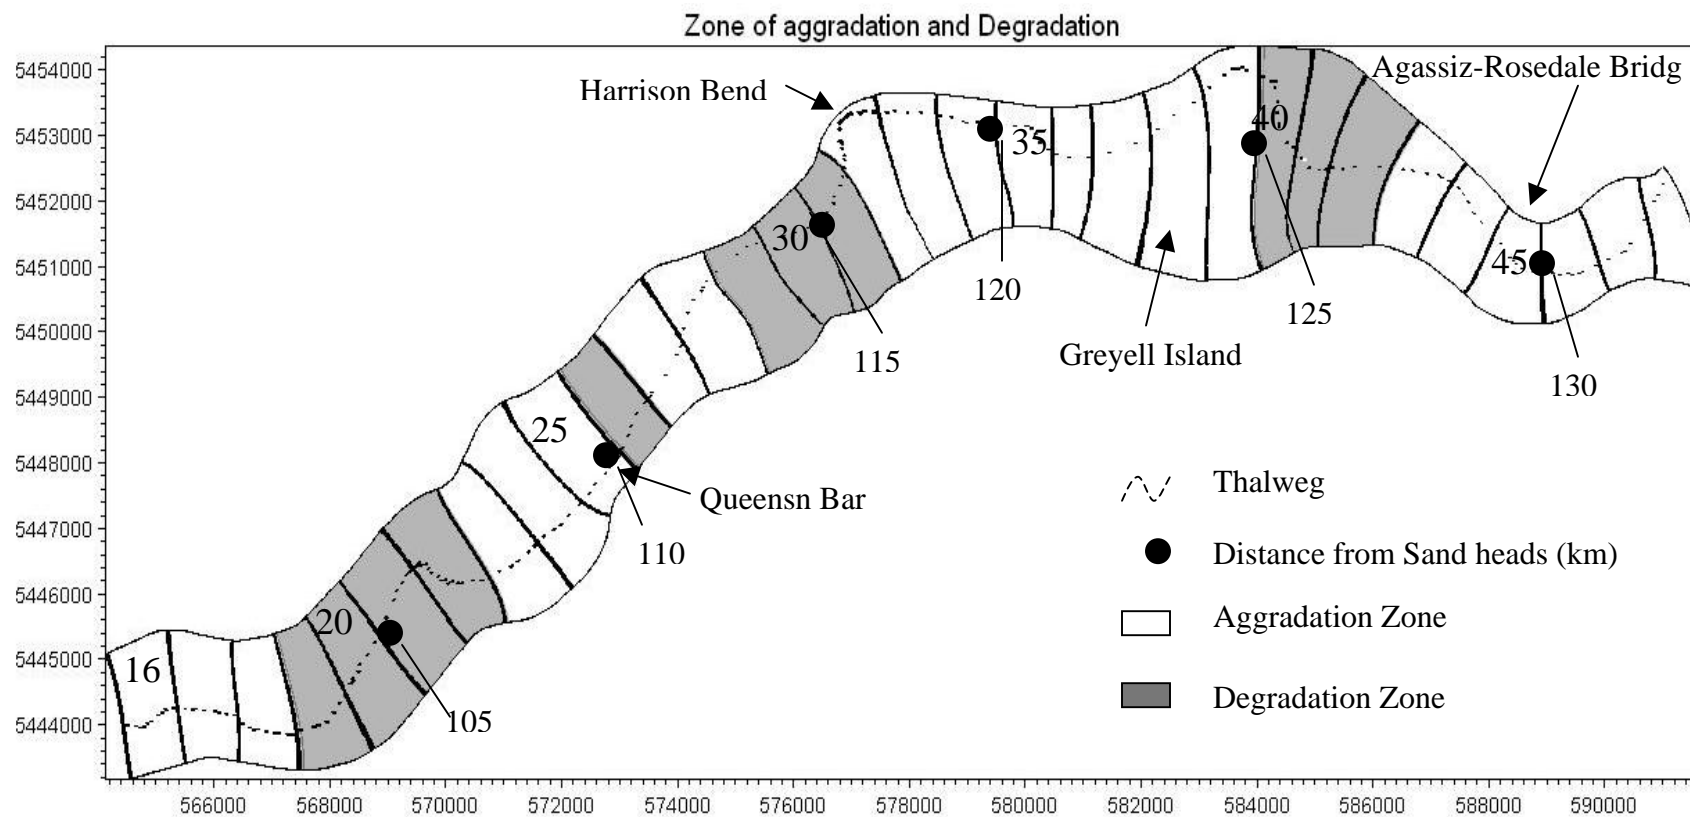 Zone of aggradation and Degradation
5454000
5453000
5452000
5451000
5450000
5449000
5448000
5447000
5446000
5445000
5444000
Harrison Bend
Agassiz-Rosedale Bridg
35
40
30
120
125
45
115
Greyell Island
130
25
Queensn Bar
110
20
105
16
Thalweg
Distance from Sand heads (km)
Aggradation Zone
Degradation Zone
566000 568000 570000 572000 574000 576000 578000 580000 582000 584000 586000 588000 590000